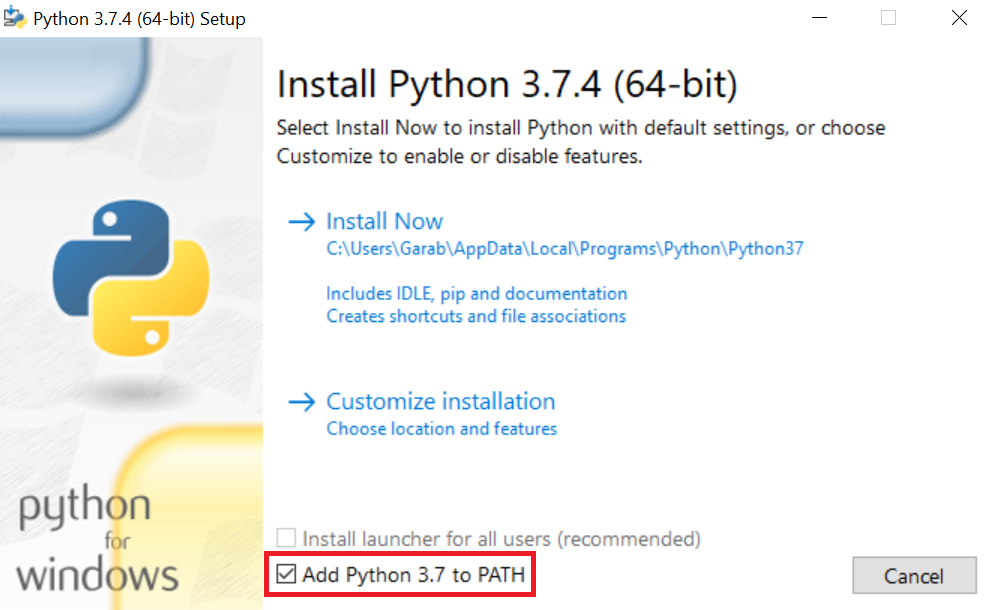 Python 3.7.4 (64-bit) Setup
Install Python 3.7.4 (64-bit)
Select Install Now to install Python with default settings, or choose
Customize to enable or disable features.
Install Now
C:\Users\Garab\AppData\Local\Programs\Python\Python37
Includes IDLE, pip and documentation
Creates shortcuts and file associations
Customize installation
Choose location and features
python
for
windows
Install launcher for all users (recommended)
Add Python 3.7 to PATH
Cancel